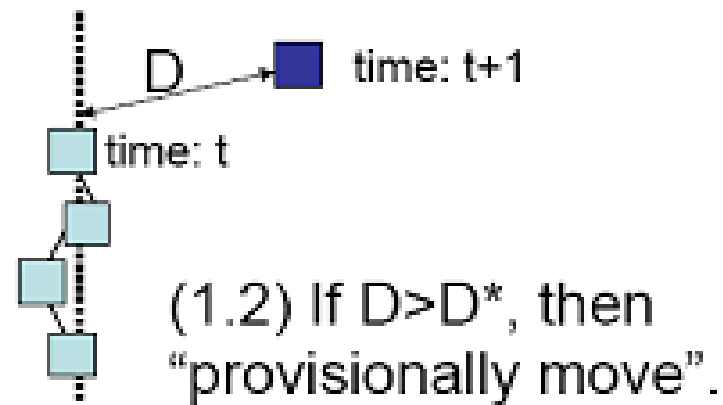 D
time: t+1
time: t
(1.2) If D>D*, then
“provisionally move”.